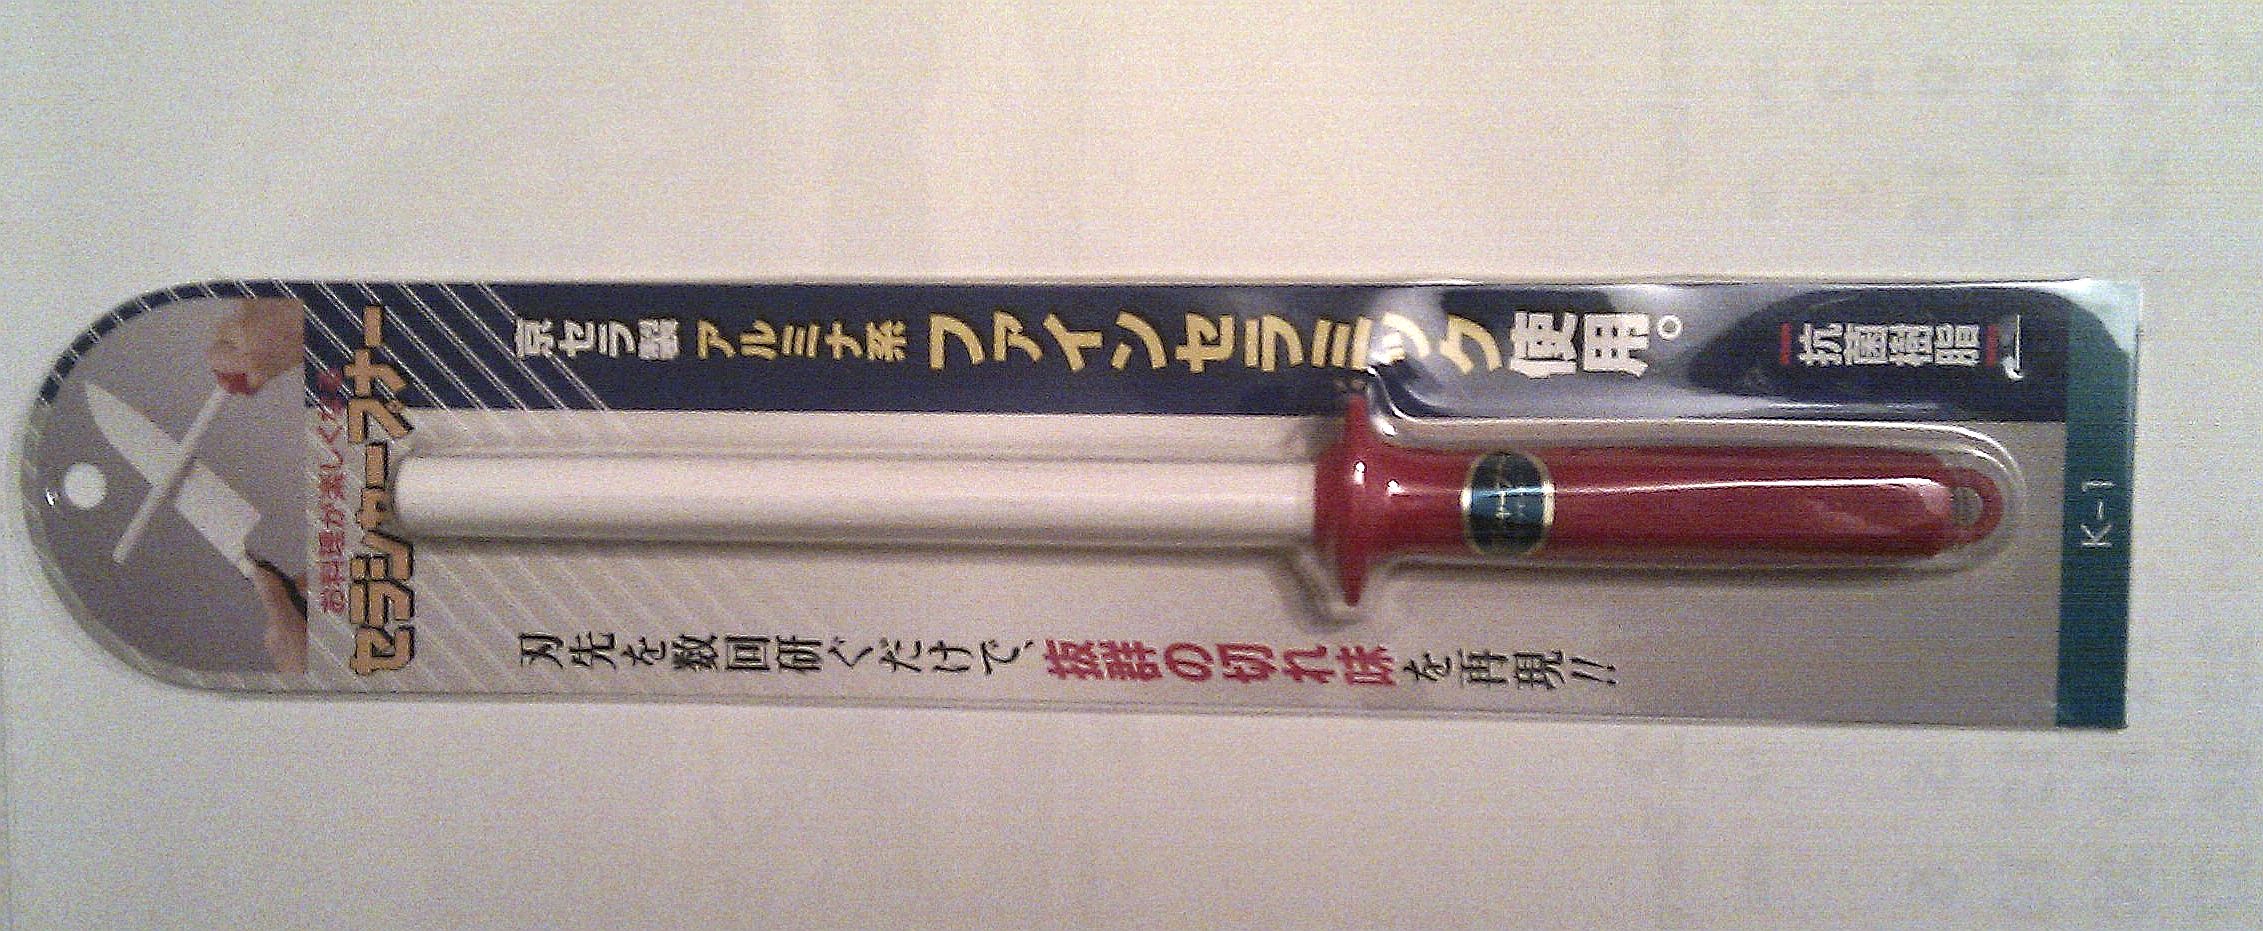 お料理が楽しくなる
セラシャープナー
京セラ製 アルミナ系 ファインセラミック使用。
抗菌樹脂
刃先を数回研ぐだけで、抜群の切れ味を再現!!
K-1